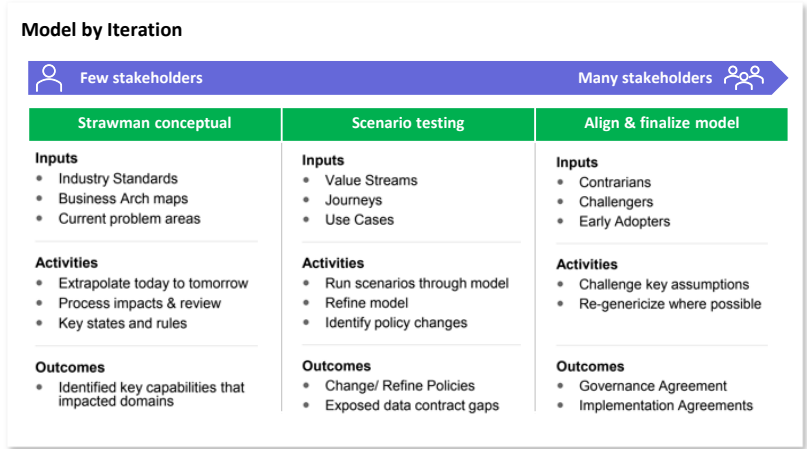 Model by Iteration
Few stakeholders
Many stakeholders
Strawman conceptual
Inputs
• Industry Standards
• Business Arch maps
• Current problem areas
Activities
• Extrapolate today to tomorrow
• Process impacts & review
• Key states and rules
Outcomes
• Identified key capabilities that
impacted domains
Scenario testing
Inputs
• Value Streams
• Journeys
• Use Cases
Activities
• Run scenarios through model
• Refine model
• Identify policy changes
Outcomes
• Change/ Refine Policies
• Exposed data contract gaps
Align & finalize model
Inputs
• Contrarians
• Challengers
• Early Adopters
Activities
• Challenge key assumptions
• Re-genericize where possible
Outcomes
• Governance Agreement
• Implementation Agreements